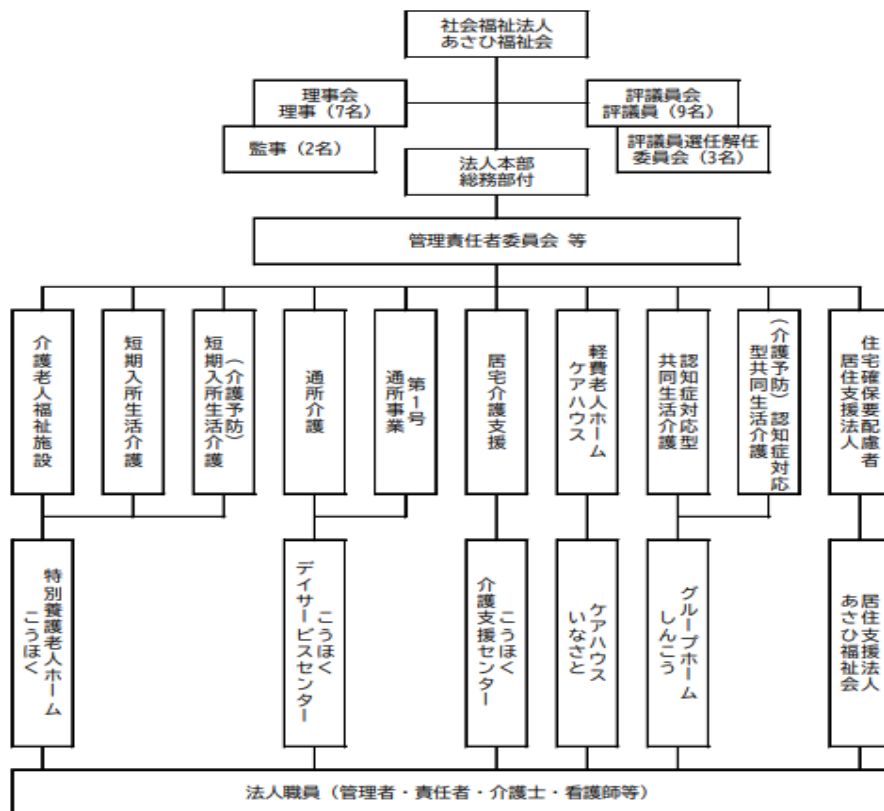 社会福祉法人
あさひ福祉会
理事会
理事（7名）
監事（2名）
評議員会
評議員（9名）
評議員選任解任
委員会（3名）
法人本部
総務部付
管理責任者委員会 等
介護老人福祉施設
短期入所生活介護
（介護予防）
短期入所生活介護
通所介護
第1号
通所事業
居宅介護支援
軽費老人ホーム
ケアハウス
認知症対応型
共同生活介護
（介護予防）認知症対応
型共同生活介護
住宅確保要配慮者
居住支援法人
特別養護老人ホーム
こうほく
こうほく
デイサービスセンター
こうほく
介護支援センター
ケアハウス
いなさと
グループホーム
しんこう
居住支援法人
あさひ福祉会
法人職員（管理者・責任者・介護士・看護師等）